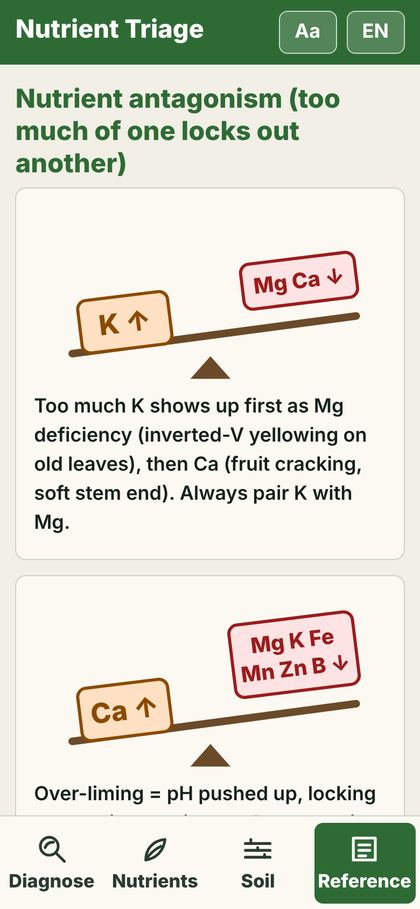 Nutrient Triage
Aa
EN
Nutrient antagonism (too
much of one locks out
another)
K ↑
Mg Ca ↓
Too much K shows up first as Mg
deficiency (inverted-V yellowing on
old leaves), then Ca (fruit cracking,
soft stem end). Always pair K with
Mg.
Ca ↑
Mg K Fe
Mn Zn B ↓
Over-liming = pH pushed up, locking
Diagnose
Nutrients
Soil
Reference